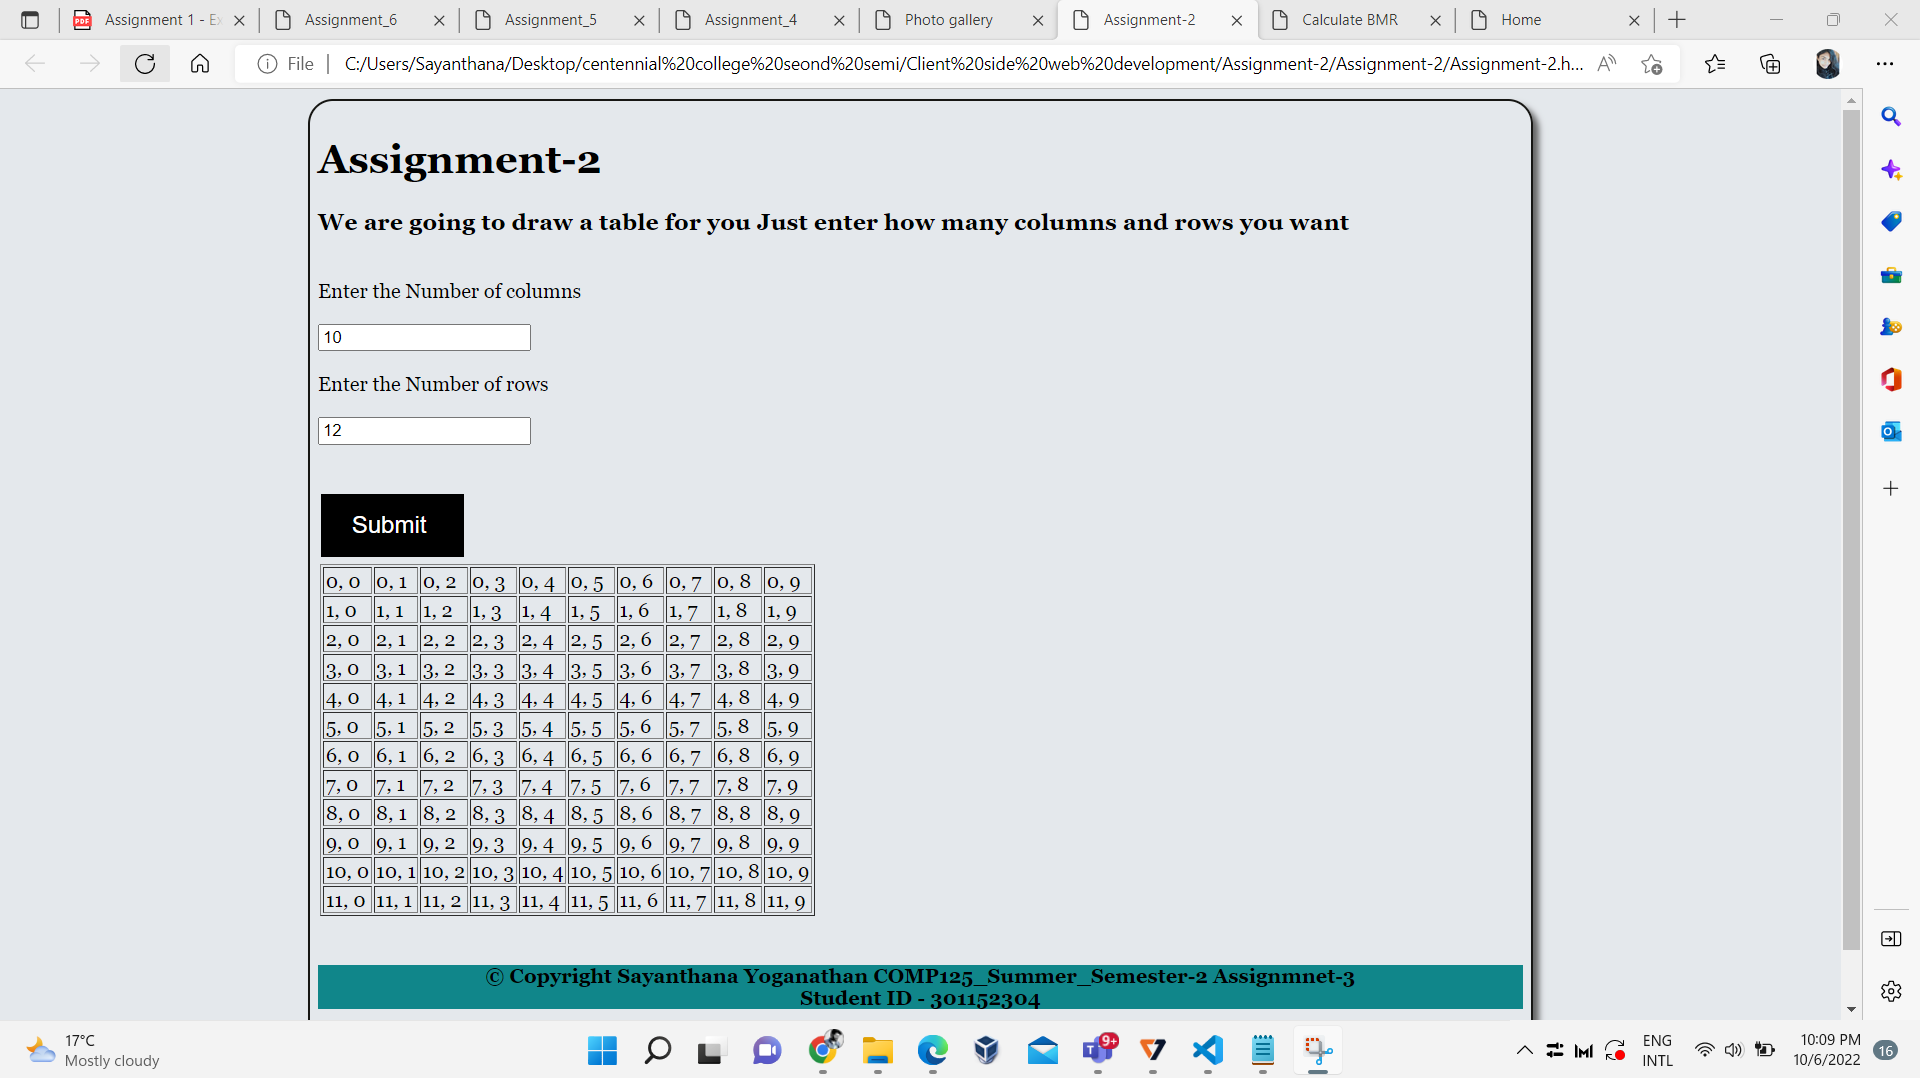 Assignment 1 - Ex
Assignment_6
Assignment_5
Assignment_4
Photo gallery
Assignment-2
Calculate BMR
Home
File
C:/Users/Sayanthana/Desktop/centennial%20college%20seond%20semi/Client%20side%20web%20development/Assignment-2/Assignment-2/Assignment-2.h...
Assignment-2
We are going to draw a table for you Just enter how many columns and rows you want
Enter the Number of columns
10
Enter the Number of rows
12
Submit
0, 0 0, 1 0, 2 0, 3 0, 4 0, 5 0, 6 0, 7 0, 8 0, 9
1, 0 1, 1 1, 2 1, 3 1, 4 1, 5 1, 6 1, 7 1, 8 1, 9
2, 0 2, 1 2, 2 2, 3 2, 4 2, 5 2, 6 2, 7 2, 8 2, 9
3, 0 3, 1 3, 2 3, 3 3, 4 3, 5 3, 6 3, 7 3, 8 3, 9
4, 0 4, 1 4, 2 4, 3 4, 4 4, 5 4, 6 4, 7 4, 8 4, 9
5, 0 5, 1 5, 2 5, 3 5, 4 5, 5 5, 6 5, 7 5, 8 5, 9
6, 0 6, 1 6, 2 6, 3 6, 4 6, 5 6, 6 6, 7 6, 8 6, 9
7, 0 7, 1 7, 2 7, 3 7, 4 7, 5 7, 6 7, 7 7, 8 7, 9
8, 0 8, 1 8, 2 8, 3 8, 4 8, 5 8, 6 8, 7 8, 8 8, 9
9, 0 9, 1 9, 2 9, 3 9, 4 9, 5 9, 6 9, 7 9, 8 9, 9
10, 0 10, 1 10, 2 10, 3 10, 4 10, 5 10, 6 10, 7 10, 8 10, 9
11, 0 11, 1 11, 2 11, 3 11, 4 11, 5 11, 6 11, 7 11, 8 11, 9
© Copyright Sayanthana Yoganathan COMP125_Summer_Semester-2 Assignmnet-3
Student ID - 301152304
17°C
Mostly cloudy
9+
ENG
INTL
10:09 PM
10/6/2022
16